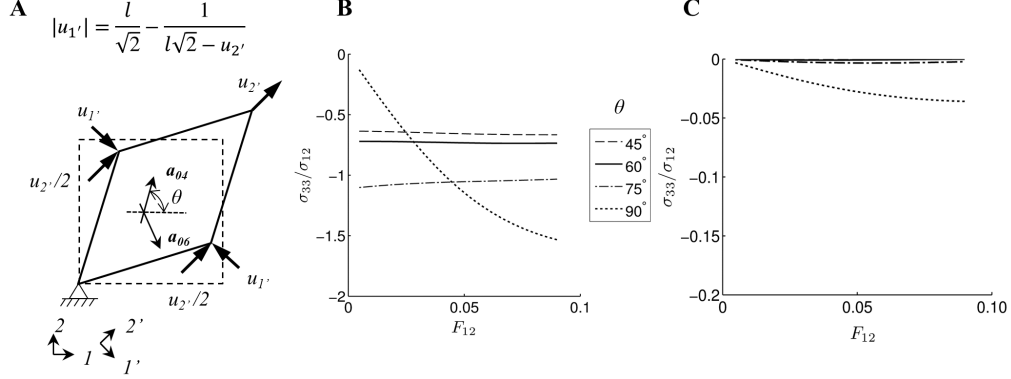 A
|u₁′| = l/√2 − 1/(l√2 − u₂′)
u₂′
u₁′
a₀₄
u₂′/2
θ
a₀₆
u₁′
u₂′/2
2
2'
1
1'
B
0
−0.5
−1
−1.5
−2
σ₃₃/σ₁₂
0
0.05
0.1
F₁₂
θ
45°
60°
75°
90°
C
0
−0.05
−0.1
−0.15
−0.2
σ₃₃/σ₁₂
0
0.05
0.10
F₁₂